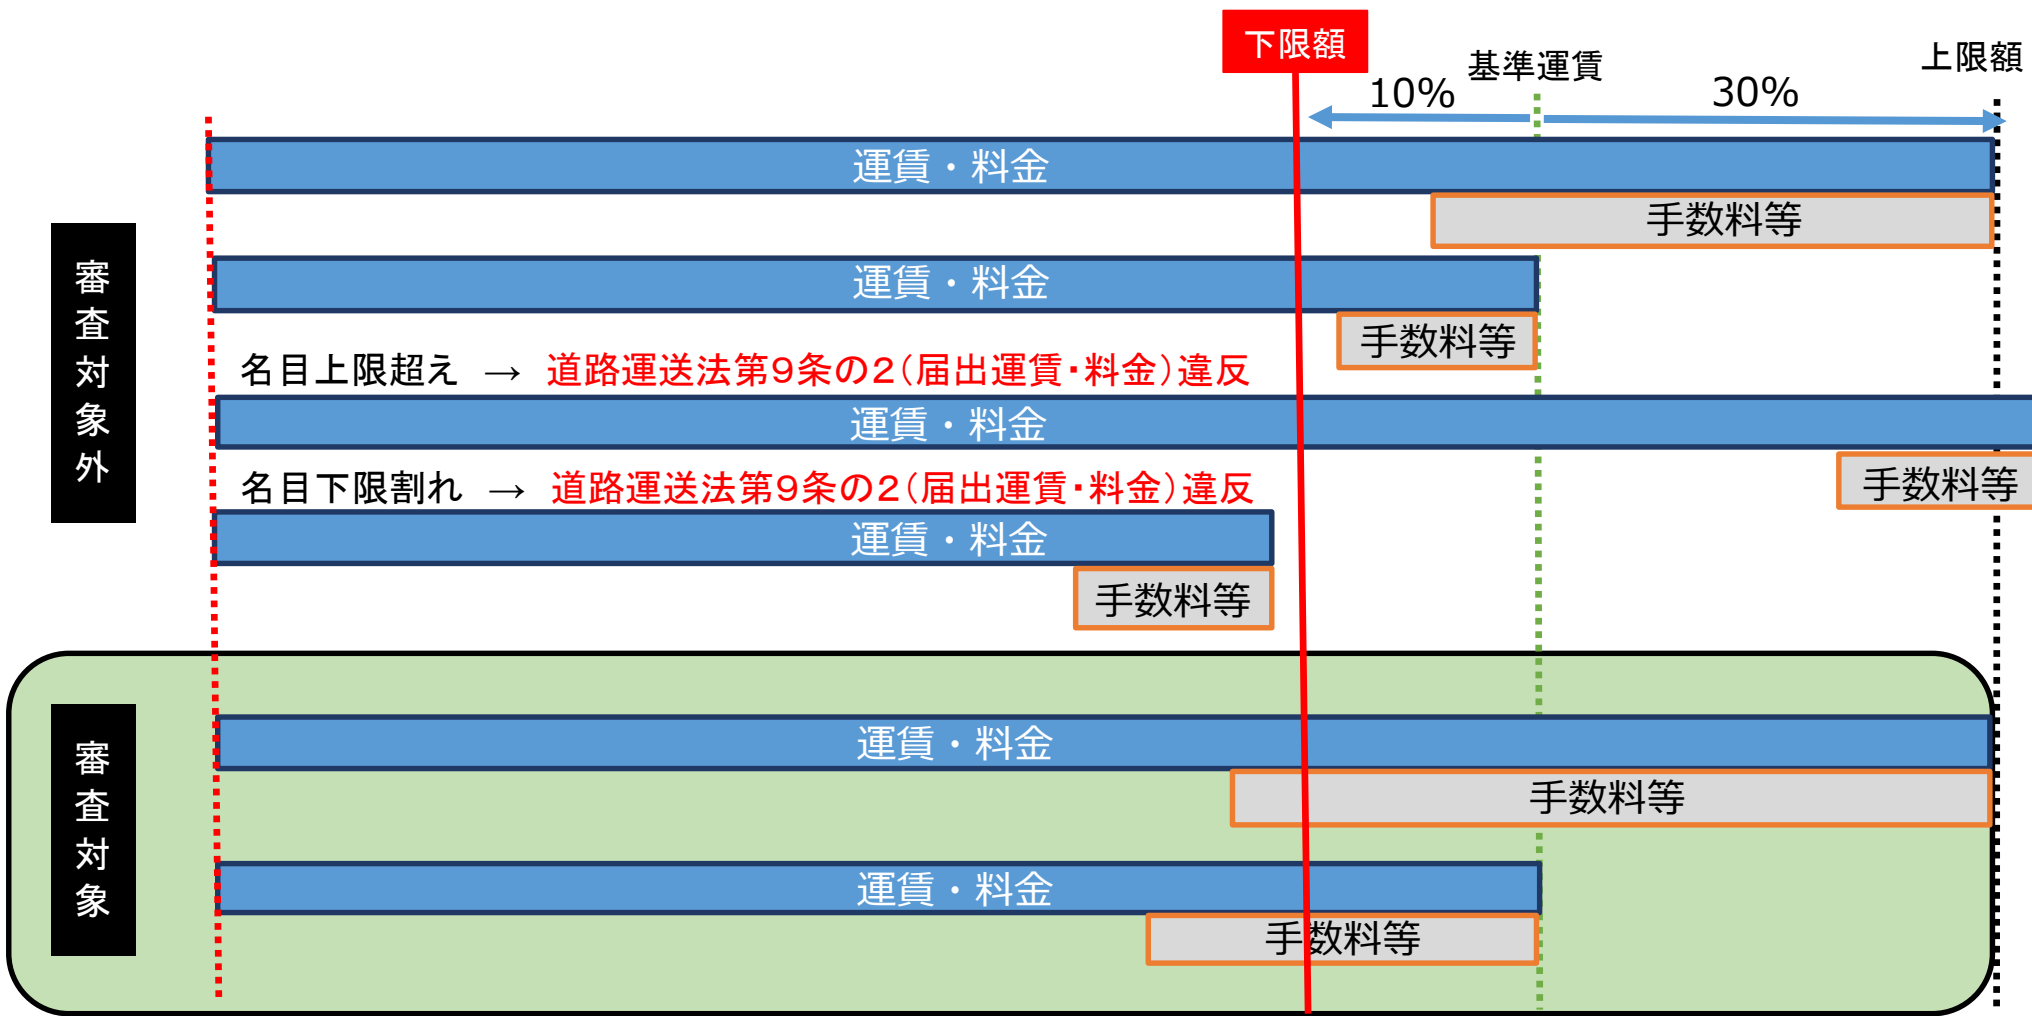 下限額
基準運賃
上限額
10%
30%
運賃・料金
手数料等
審査対象外
運賃・料金
手数料等
名目上限超え → 道路運送法第9条の2(届出運賃・料金)違反
運賃・料金
手数料等
名目下限割れ → 道路運送法第9条の2(届出運賃・料金)違反
運賃・料金
手数料等
審査対象
運賃・料金
手数料等
運賃・料金
手数料等